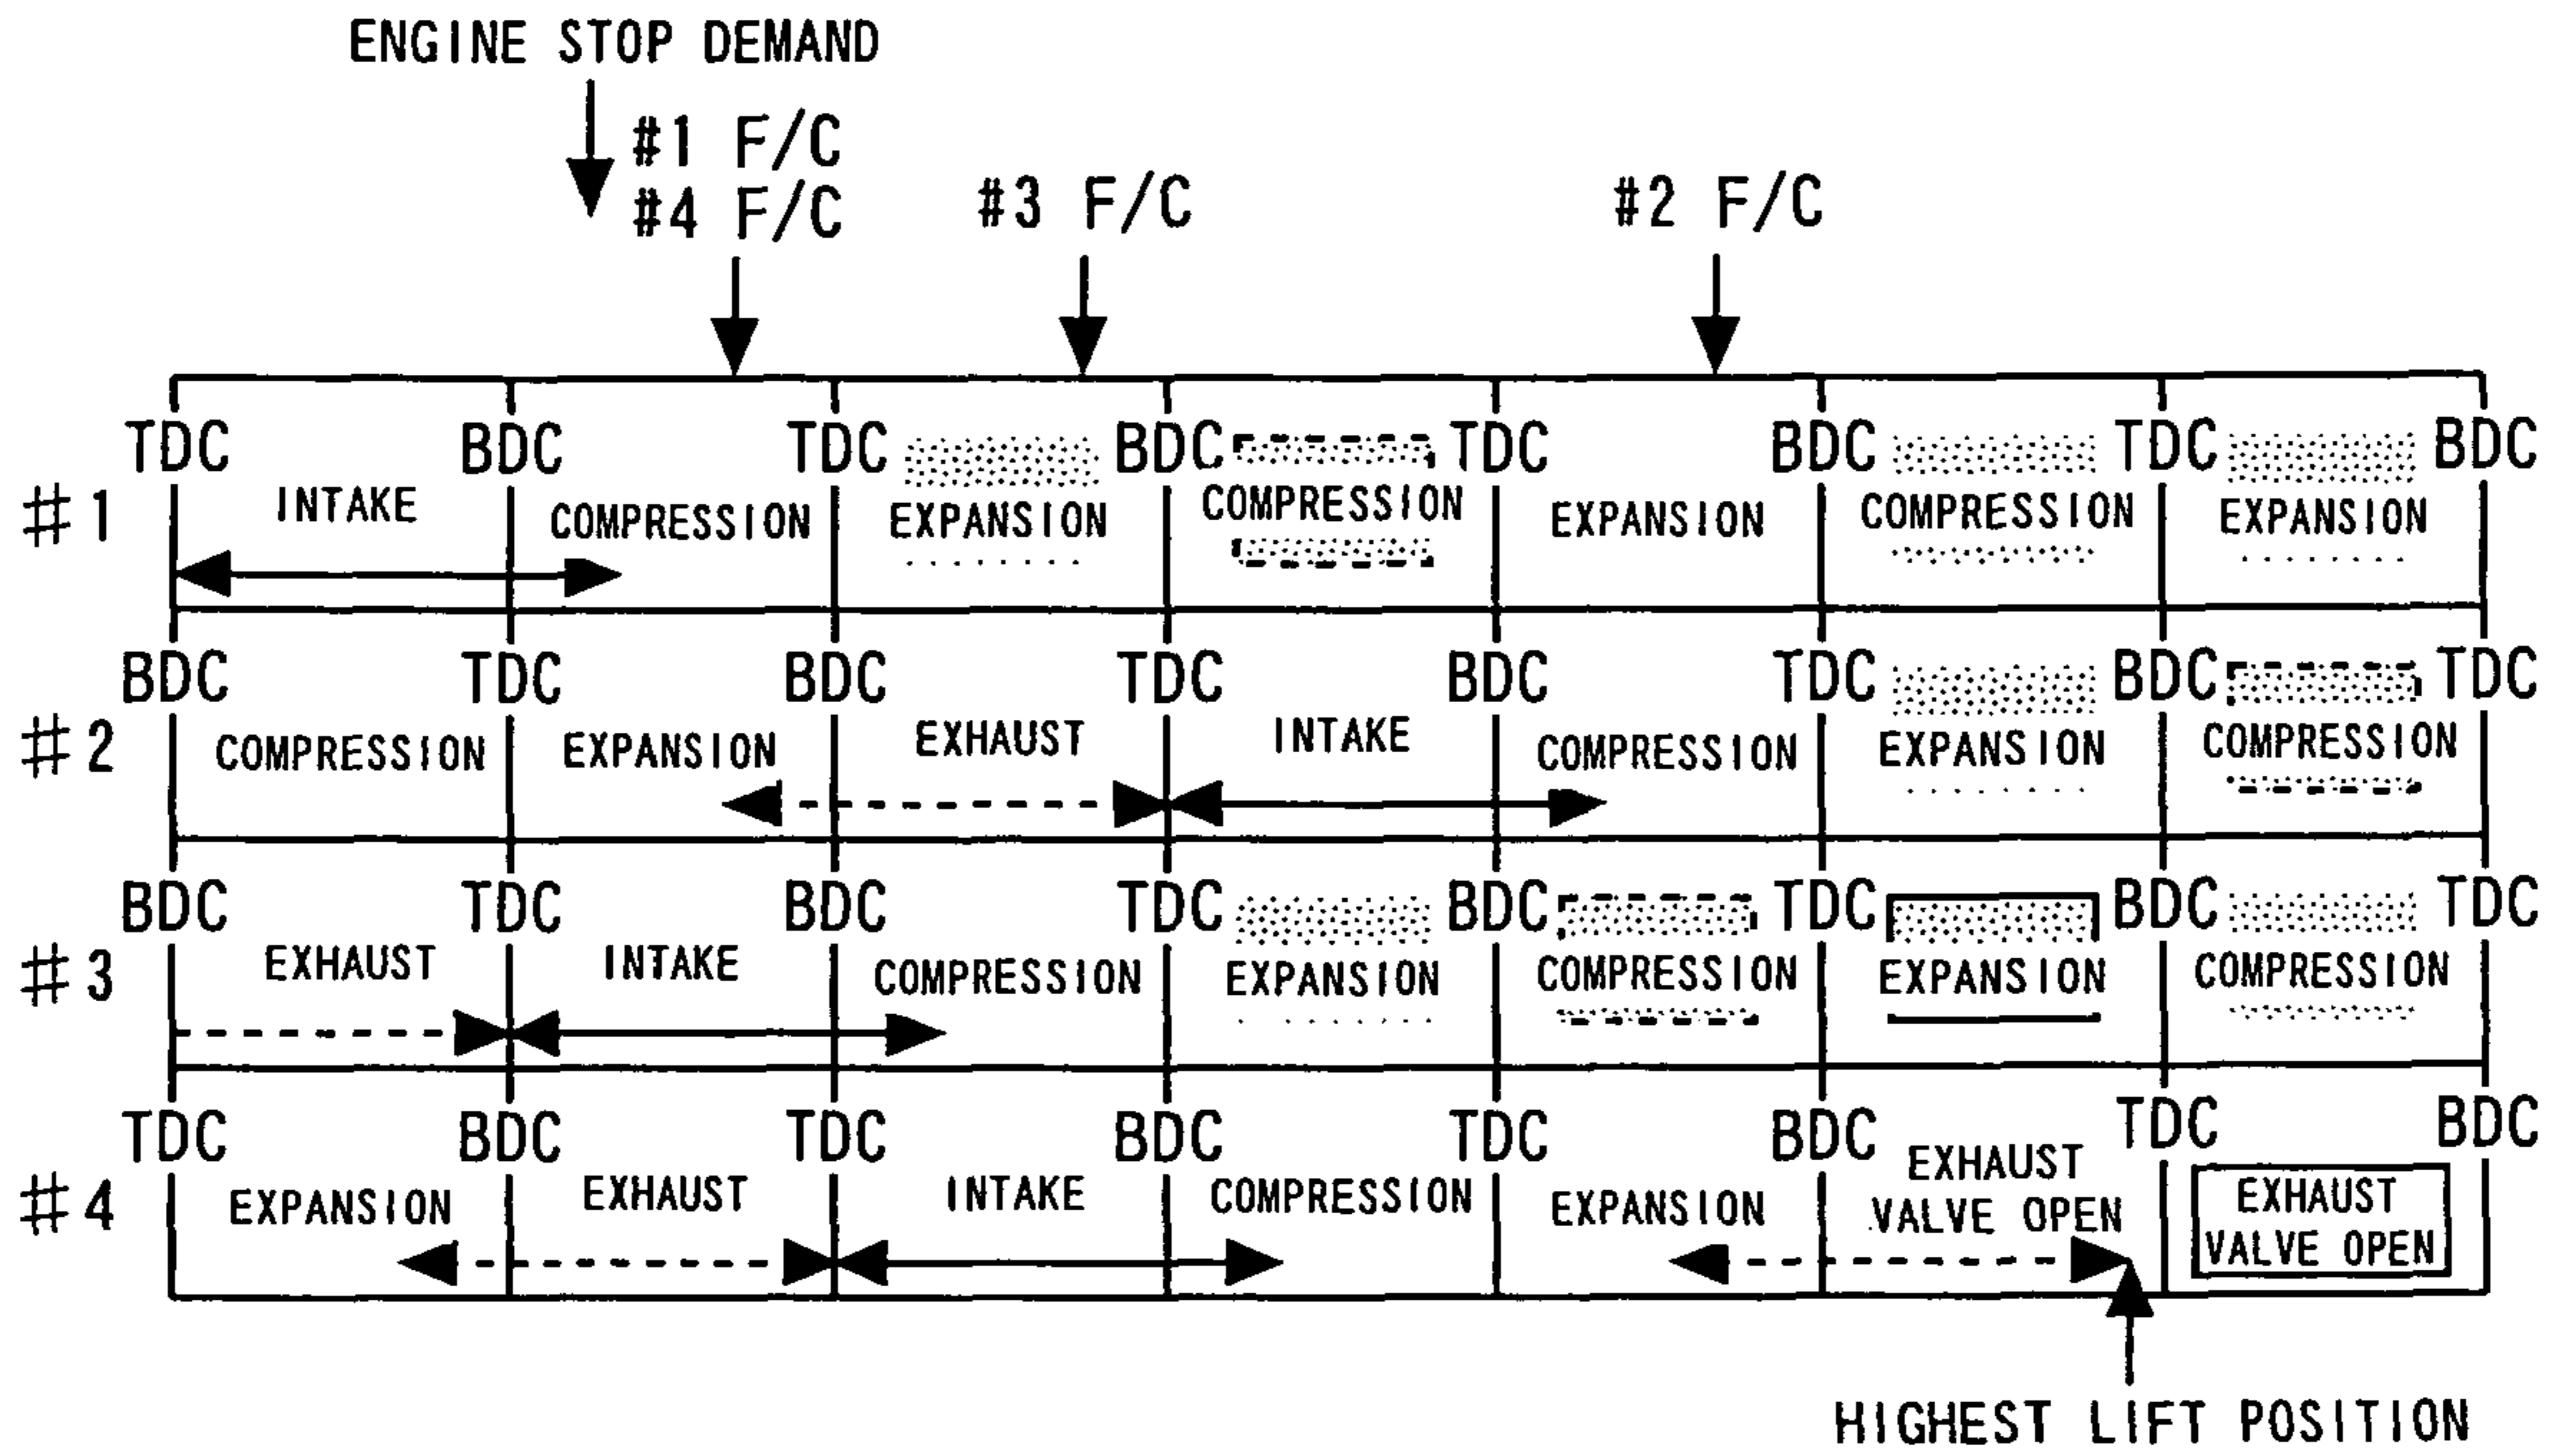 ENGINE STOP DEMAND
#1 F/C
#4 F/C
#3 F/C
#2 F/C
TDC BDC TDC BDC TDC BDC TDC BDC
#1 INTAKE COMPRESSION EXPANSION COMPRESSION EXPANSION COMPRESSION EXPANSION
BDC TDC BDC TDC BDC TDC BDC TDC
#2 COMPRESSION EXPANSION EXHAUST INTAKE COMPRESSION EXPANSION COMPRESSION
BDC TDC BDC TDC BDC TDC BDC TDC
#3 EXHAUST INTAKE COMPRESSION EXPANSION COMPRESSION EXPANSION COMPRESSION
TDC BDC TDC BDC TDC BDC TDC BDC
#4 EXPANSION EXHAUST INTAKE COMPRESSION EXPANSION EXHAUST EXHAUST
VALVE OPEN VALVE OPEN
HIGHEST LIFT POSITION